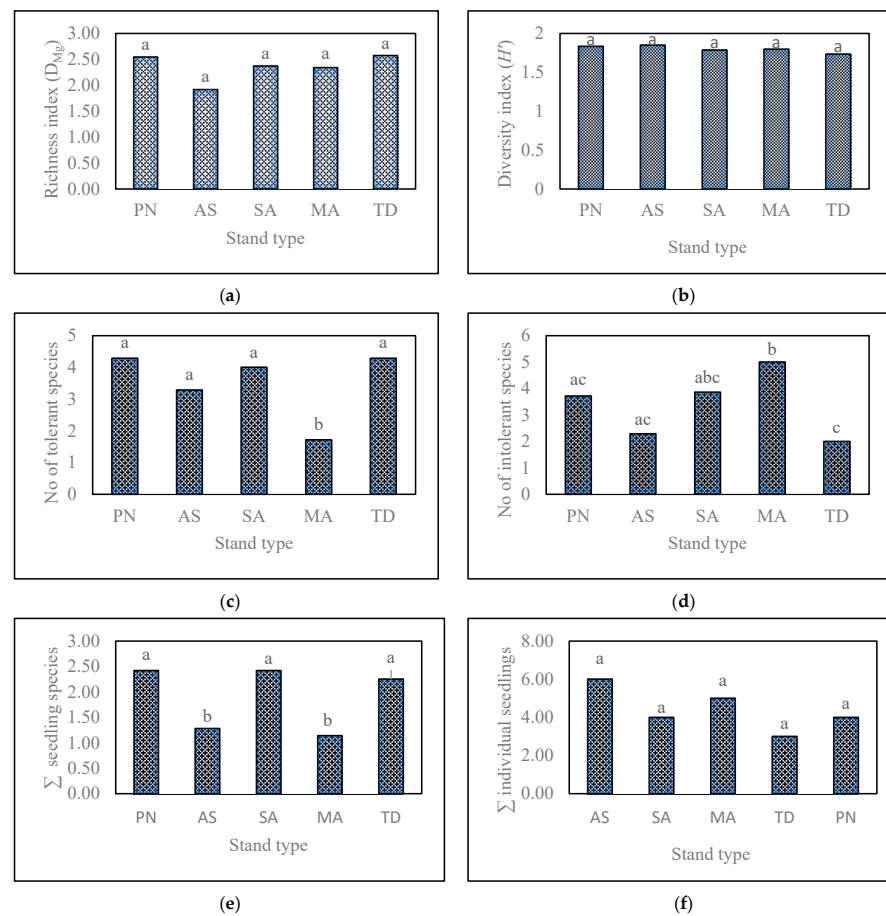 Richness index (D_Mg)
3.00
2.50
2.00
1.50
1.00
0.50
0.00
a a a a a
PN AS SA MA TD
Stand type
(a)
Diversity index (H')
2
1.5
1
0.5
0
a a a a a
PN AS SA MA TD
Stand type
(b)
No of tolerant species
5
4
3
2
1
0
a a a b a
PN AS SA MA TD
Stand type
(c)
No of intolerant species
6
5
4
3
2
1
0
ac ac abc b c
PN AS SA MA TD
Stand type
(d)
∑ seedling species
3.00
2.50
2.00
1.50
1.00
0.50
0.00
a b a b a
PN AS SA MA TD
Stand type
(e)
∑ individual seedlings
8.00
6.00
4.00
2.00
0.00
a a a a a
AS SA MA TD PN
Stand type
(f)